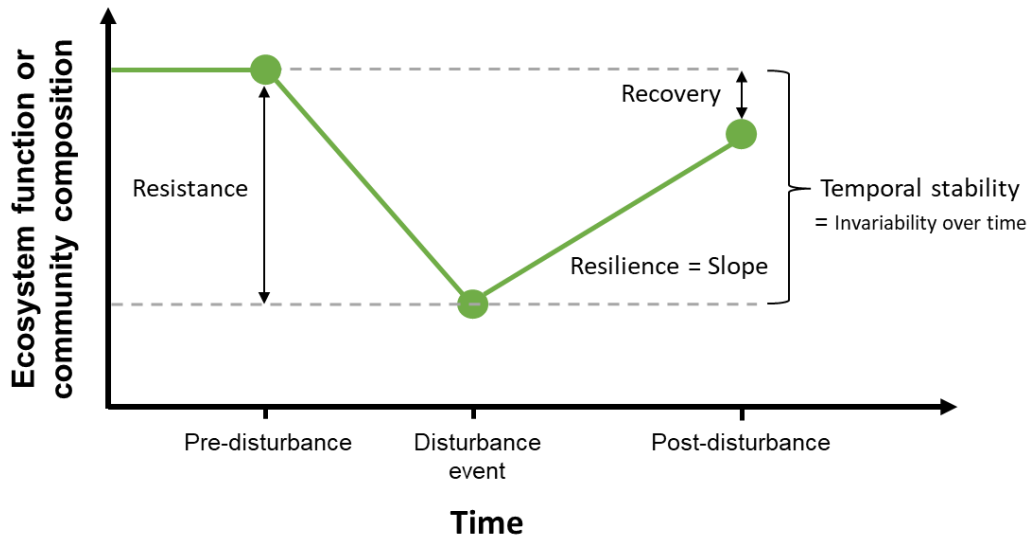 Ecosystem function or
community composition
Recovery
Resistance
Temporal stability
= Invariability over time
Resilience = Slope
Pre-disturbance
Disturbance
event
Post-disturbance
Time